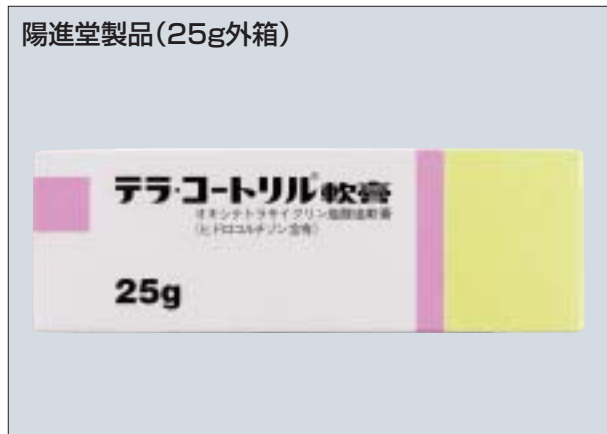 陽進堂製品(25g外箱)
テラ・コートリル®軟膏
オキシテトラサイクリン塩酸塩軟膏
(ヒドロコルチゾン含有)
25g